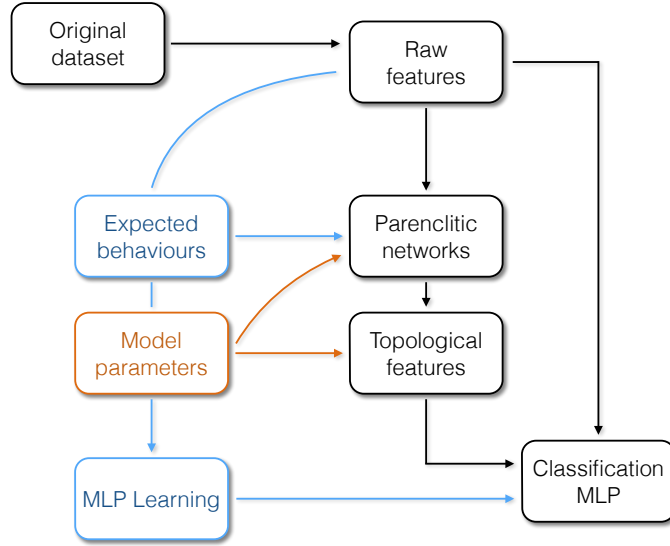 Original
dataset
Raw
features
Expected
behaviours
Parenclitic
networks
Model
parameters
Topological
features
MLP Learning
Classification
MLP